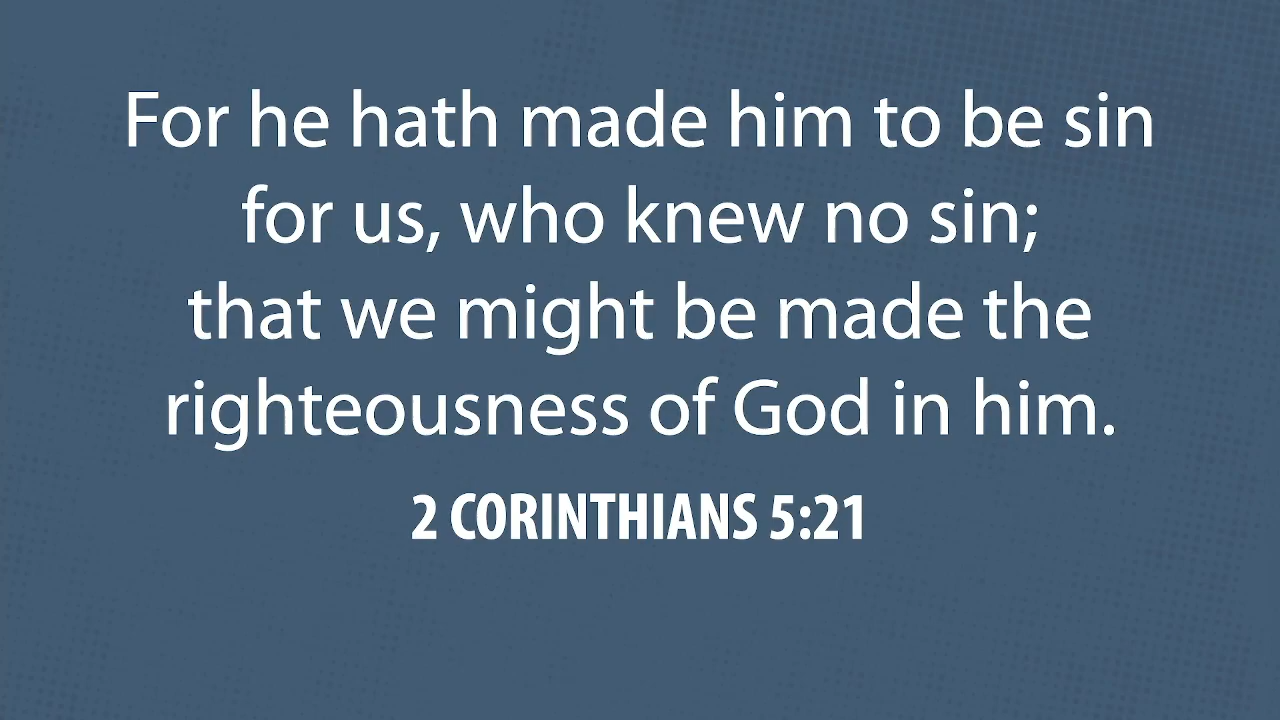 For he hath made him to be sin
for us, who knew no sin;
that we might be made the
righteousness of God in him.
2 CORINTHIANS 5:21